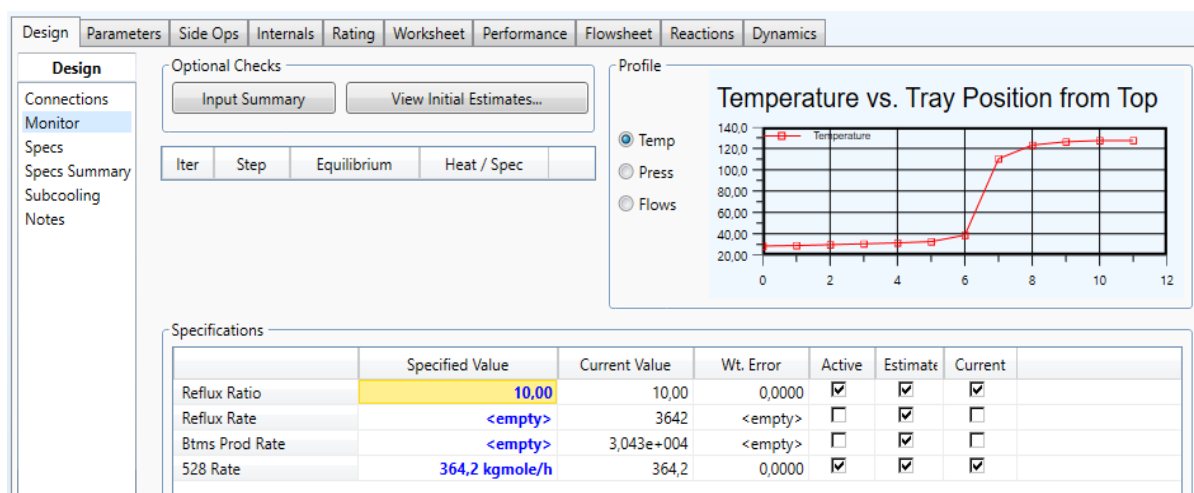 Design Parameters Side Ops Internals Rating Worksheet Performance Flowsheet Reactions Dynamics
Design
Connections
Monitor
Specs
Specs Summary
Subcooling
Notes
Optional Checks
Input Summary View Initial Estimates...
Iter Step Equilibrium Heat / Spec
Profile
Temp
Press
Flows
Temperature vs. Tray Position from Top
Temperature
140,0
120,0
100,0
80,00
60,00
40,00
20,00
0 2 4 6 8 10 12
Specifications
Specified Value Current Value Wt. Error Active Estimate Current
Reflux Ratio 10,00 10,00 0,0000
Reflux Rate <empty> 3642 <empty>
Btms Prod Rate <empty> 3,043e+004 <empty>
528 Rate 364,2 kgmole/h 364,2 0,0000